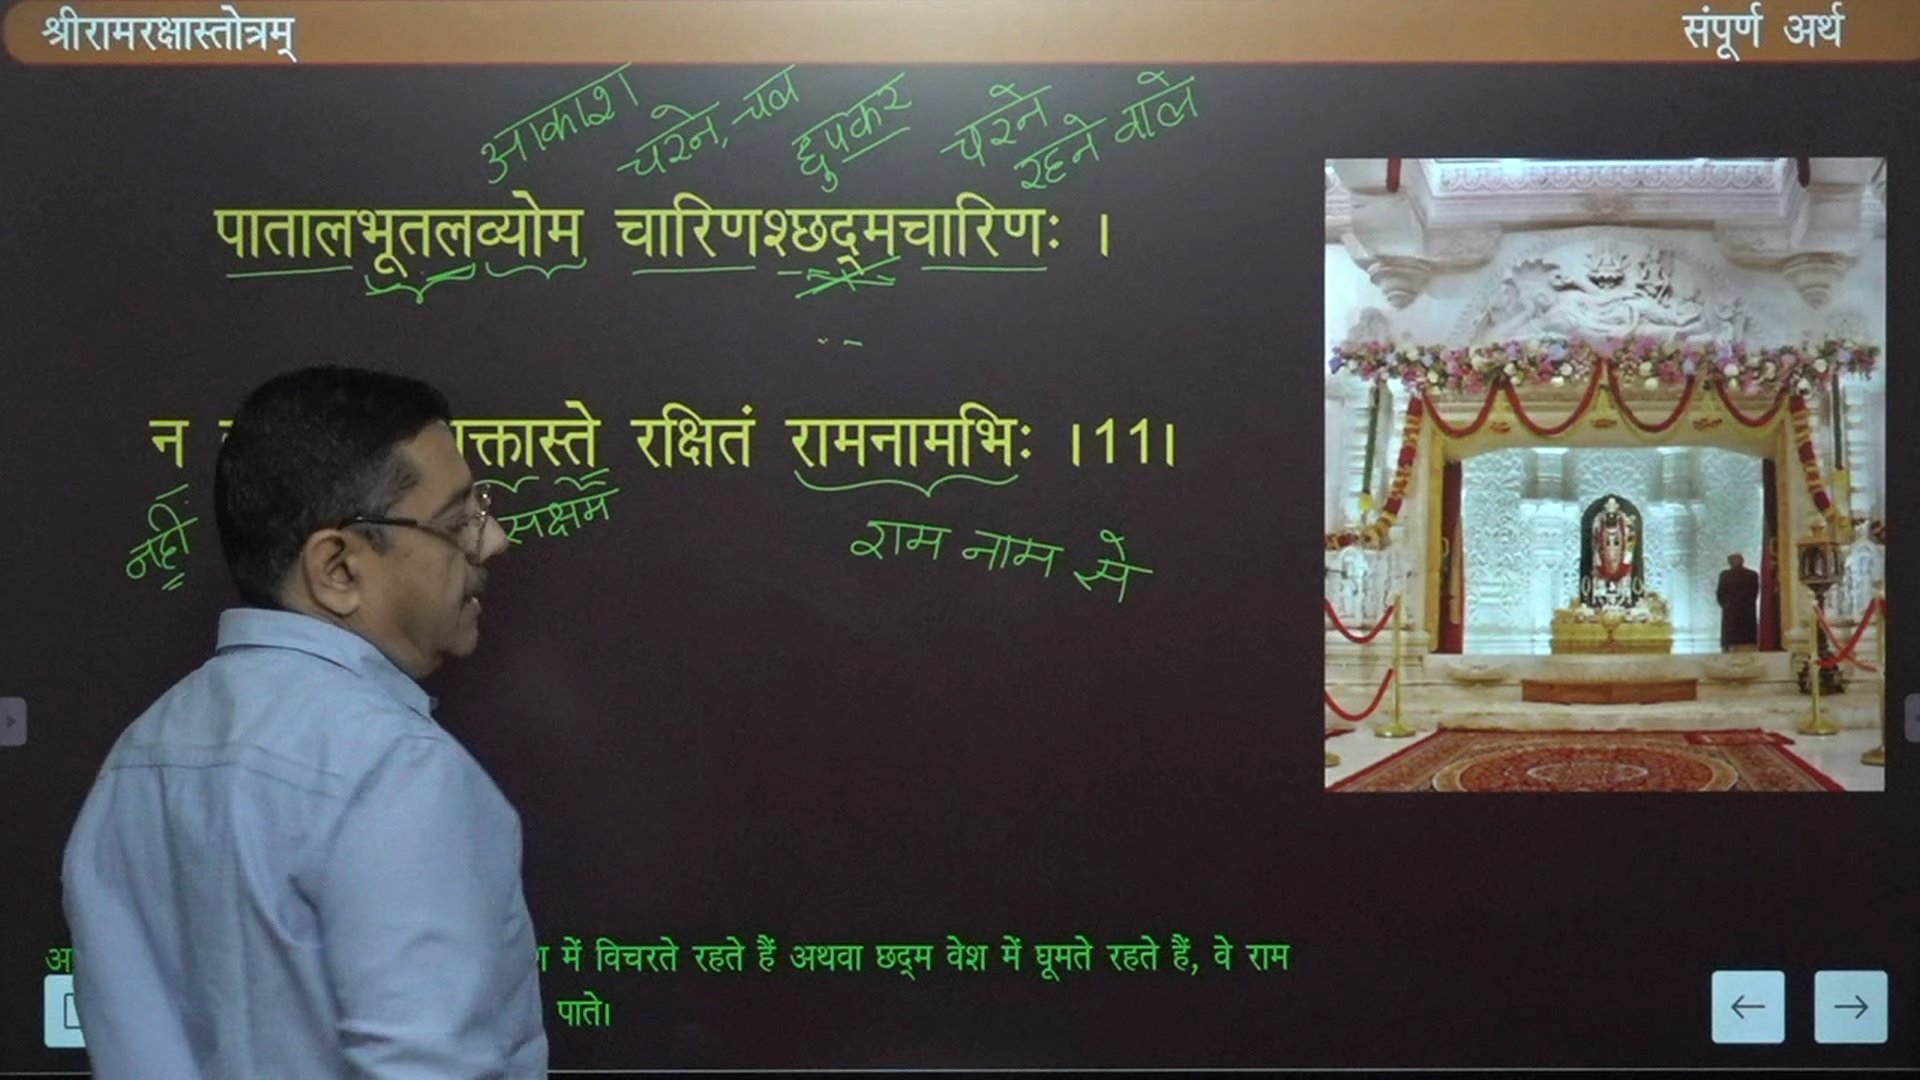 श्रीरामरक्षास्तोत्रम्
संपूर्ण अर्थ
आकाश चरने, चल छुपकर चरने रहने वाले
पातालभूतलव्योम चारिणश्छद्मचारिणः ।
न क्तास्ते रक्षितं रामनामभिः ।11।
नहीं सक्षम राम नाम से
में विचरते रहते हैं अथवा छद्म वेश में घूमते रहते हैं, वे राम
पाते।